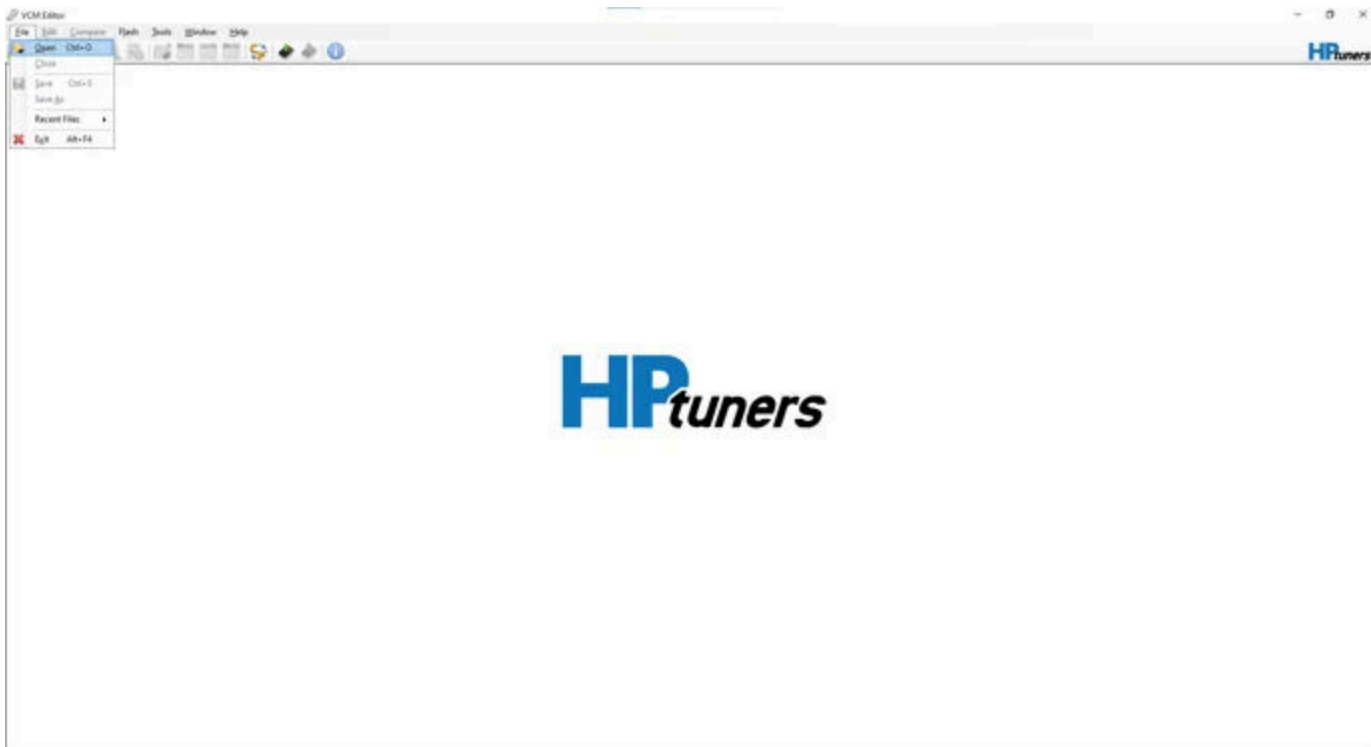 VCM Editor
File Edit Compare Flash Tools Window Help
HPtuners
Open Ctrl+O
Close
Save Ctrl+S
Save As
Recent Files
Exit Alt+F4
HPtuners